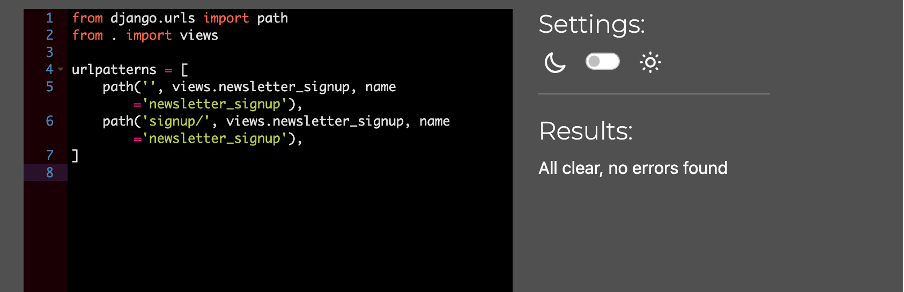 1 from django.urls import path
2 from . import views
3
4 urlpatterns = [
5 path('', views.newsletter_signup, name
='newsletter_signup'),
6 path('signup/', views.newsletter_signup, name
='newsletter_signup'),
7 ]
8
Settings:
Results:
All clear, no errors found